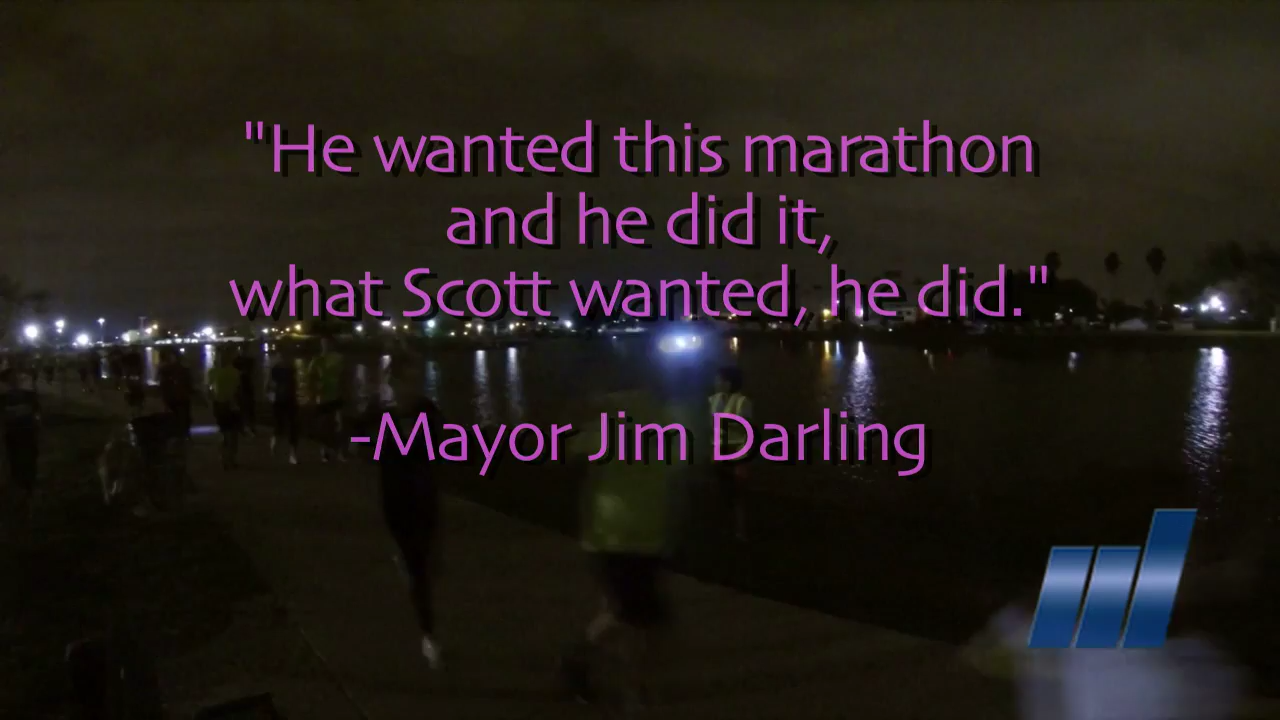 "He wanted this marathon
and he did it,
what Scott wanted, he did."
-Mayor Jim Darling